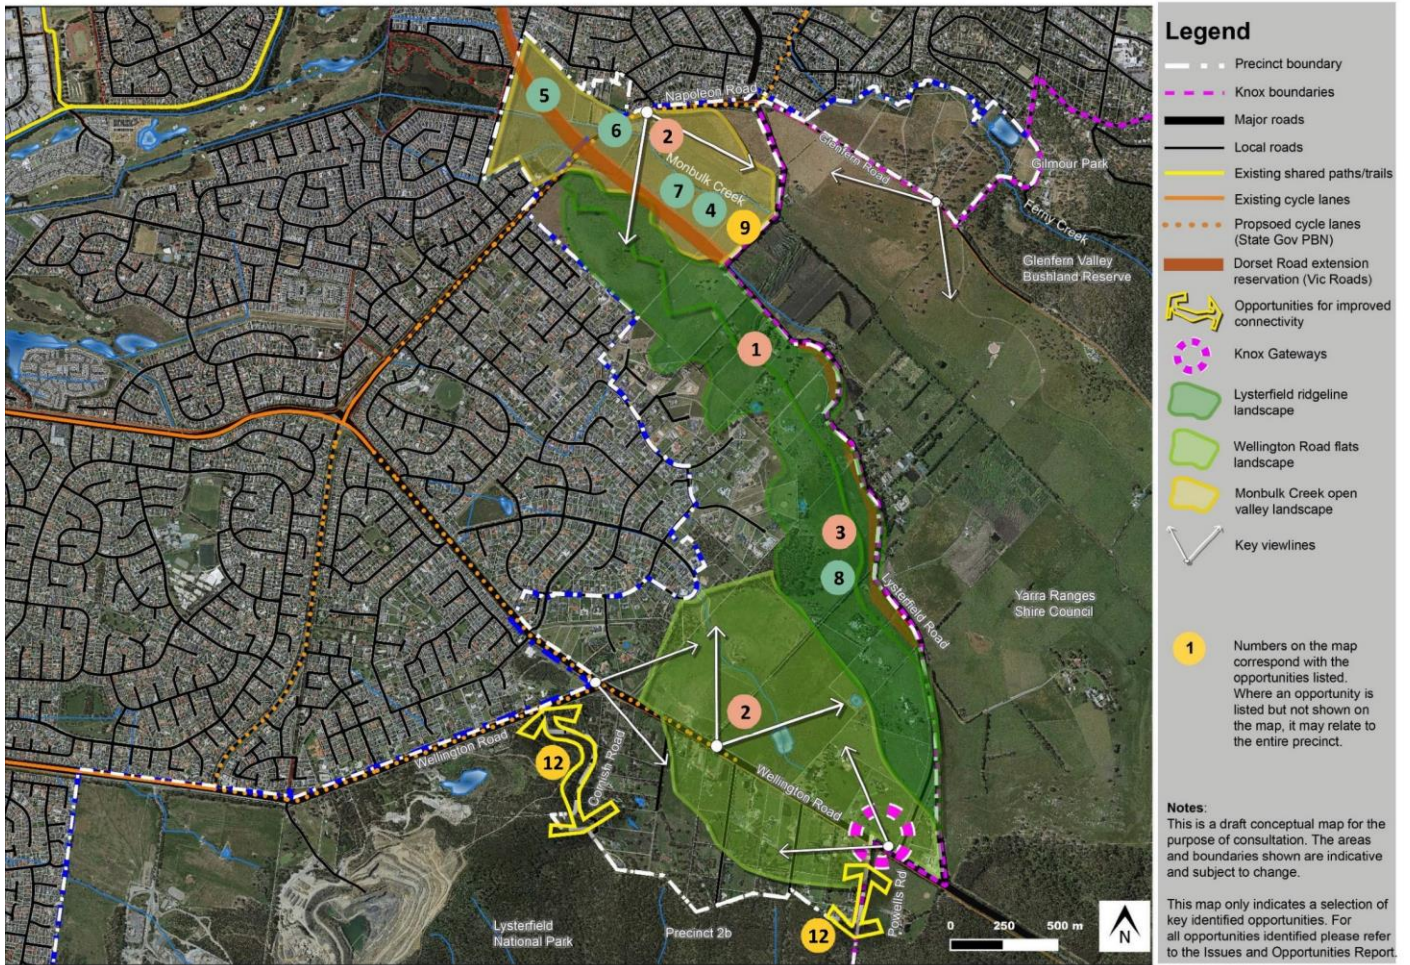 5
6
2
Napoleon Road
Monbulk Creek
7
4
9
Glenfern Road
Gilmour Park
Ferny Creek
Glenfern Valley
Bushland Reserve
1
3
8
Lysterfield Road
Yarra Ranges
Shire Council
2
Wellington Road
12
Cornish Road
Wellington Road
Powells Rd
12
Lysterfield
National Park
Precinct 2b
0 250 500
metres
N
Legend
Precinct boundary
Knox boundaries
Major roads
Local roads
Existing shared paths/trails
Existing cycle lanes
Propsoed cycle lanes
(State Gov PBN)
Dorset Road extension
reservation (Vic Roads)
Opportunities for improved
connectivity
Knox Gateways
Lysterfield ridgeline
landscape
Wellington Road flats
landscape
Monbulk Creek open
valley landscape
Key viewlines
1
Numbers on the map
correspond with the
opportunities listed.
Where an opportunity is
listed but not shown on
the map, it may relate to
the entire precinct.
Notes:
This is a draft conceptual map for the
purpose of consultation. The areas
and boundaries shown are indicative
and subject to change.
This map only indicates a selection of
key identified opportunities. For
all opportunities identified please refer
to the Issues and Opportunities Report.